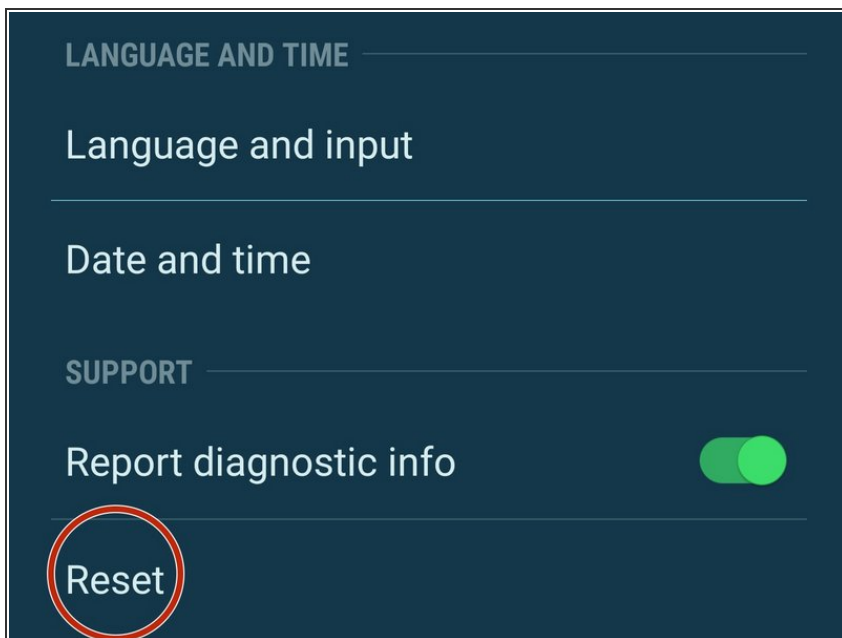 LANGUAGE AND TIME
Language and input
Date and time
SUPPORT
Report diagnostic info
Reset